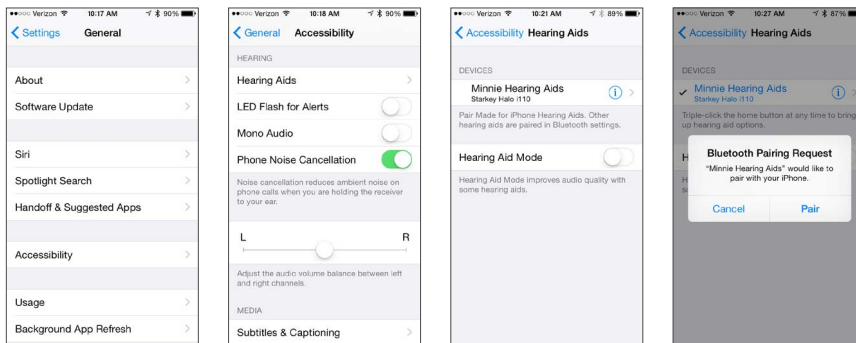 ●●○○○ Verizon 10:17 AM 90%
Settings General
About
Software Update
Siri
Spotlight Search
Handoff & Suggested Apps
Accessibility
Usage
Background App Refresh
●●○○○ Verizon 10:18 AM 90%
General Accessibility
HEARING
Hearing Aids
LED Flash for Alerts
Mono Audio
Phone Noise Cancellation
Noise cancellation reduces ambient noise on
phone calls when you are holding the receiver
to your ear.
L R
Adjust the audio volume balance between left
and right channels.
MEDIA
Subtitles & Captioning
●●○○○ Verizon 10:21 AM 89%
Accessibility Hearing Aids
DEVICES
Minnie Hearing Aids
Starkey Halo i110
Pair Made for iPhone Hearing Aids. Other
hearing aids are paired in Bluetooth settings.
Hearing Aid Mode
Hearing Aid Mode improves audio quality with
some hearing aids.
●●○○○ Verizon 10:27 AM 87%
Accessibility Hearing Aids
DEVICES
Minnie Hearing Aids
Starkey Halo i110
Triple-click the home button at any time to bring
up hearing aid options.
Bluetooth Pairing Request
"Minnie Hearing Aids" would like to
pair with your iPhone.
Cancel Pair